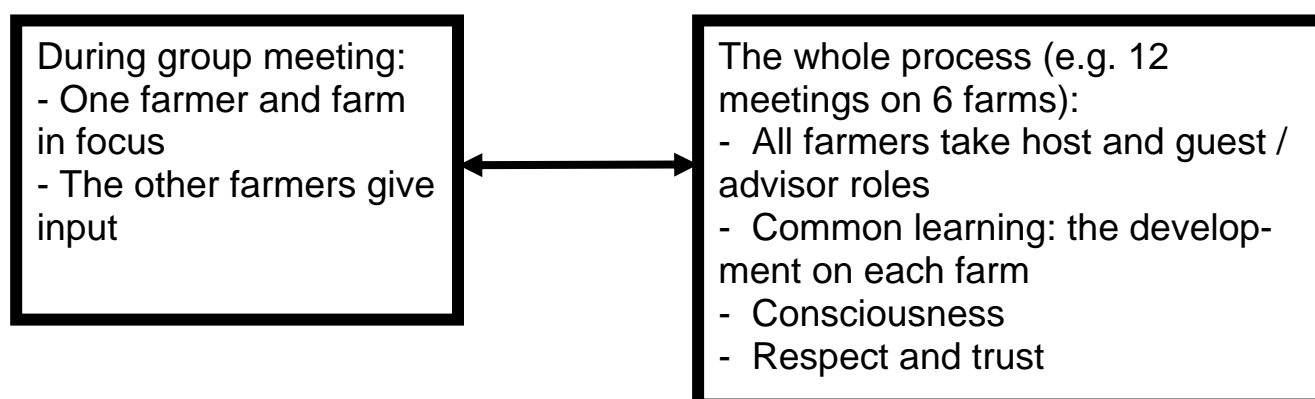 During group meeting:
- One farmer and farm
in focus
- The other farmers give
input
The whole process (e.g. 12
meetings on 6 farms):
- All farmers take host and guest /
advisor roles
- Common learning: the develop-
ment on each farm
- Consciousness
- Respect and trust